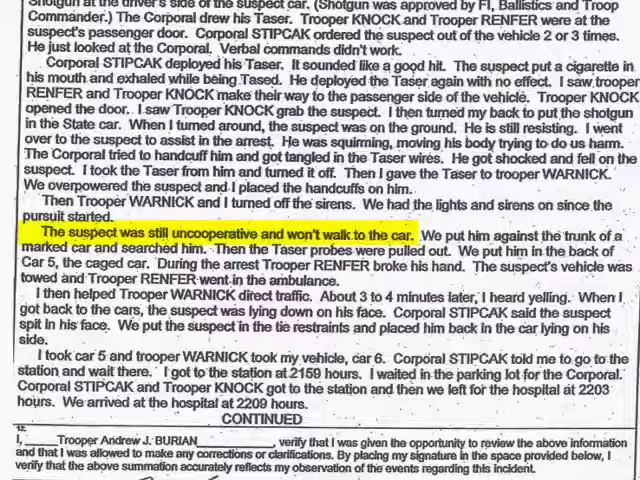 Shotgun at the driver's side of the suspect car. (Shotgun was approved by FI, Ballistics and Troop
Commander.) The Corporal drew his Taser. Trooper KNOCK and Trooper RENFER were at the
suspect's passenger door. Corporal STIPCAK ordered the suspect out of the vehicle 2 or 3 times.
He just looked at the Corporal. Verbal commands didn't work.
Corporal STIPCAK deployed his Taser. It sounded like a good hit. The suspect put a cigarette in
his mouth and exhaled while being Tased. He deployed the Taser again with no effect. I saw trooper
RENFER and Trooper KNOCK make their way to the passenger side of the vehicle. Trooper KNOCK
opened the door. I saw Trooper KNOCK grab the suspect. I then turned my back to put the shotgun
in the State car. When I turned around, the suspect was on the ground. He is still resisting. I went
over to the suspect to assist in the arrest. He was squirming, moving his body trying to do us harm.
The Corporal tried to handcuff him and got tangled in the Taser wires. He got shocked and fell on the
suspect. I took the Taser from him and turned it off. Then I gave the Taser to trooper WARNICK.
We overpowered the suspect and I placed the handcuffs on him.
Then Trooper WARNICK and I turned off the sirens. We had the lights and sirens on since the
pursuit started.
The suspect was still uncooperative and won't walk to the car. We put him against the trunk of a
marked car and searched him. Then the Taser probes were pulled out. We put him in the back of
Car 5, the caged car. During the arrest Trooper RENFER broke his hand. The suspect's vehicle was
towed and Trooper RENFER went in the ambulance.
I then helped Trooper WARNICK direct traffic. About 3 to 4 minutes later, I heard yelling. When I
got back to the cars, the suspect was lying down on his face. Corporal STIPCAK said the suspect
spit in his face. We put the suspect in the tie restraints and placed him back in the car lying on his
side.
I took car 5 and trooper WARNICK took my vehicle, car 6. Corporal STIPCAK told me to go to the
station and wait there. I got to the station at 2159 hours. I waited in the parking lot for the Corporal.
Corporal STIPCAK and Trooper KNOCK got to the station and then we left for the hospital at 2203
hours. We arrived at the hospital at 2209 hours.
CONTINUED
12.
I, ______Trooper Andrew J. BURIAN____________, verify that I was given the opportunity to review the above information
and that I was allowed to make any corrections or clarifications. By placing my signature in the space provided below, I
verify that the above summation accurately reflects my observation of the events regarding this incident.